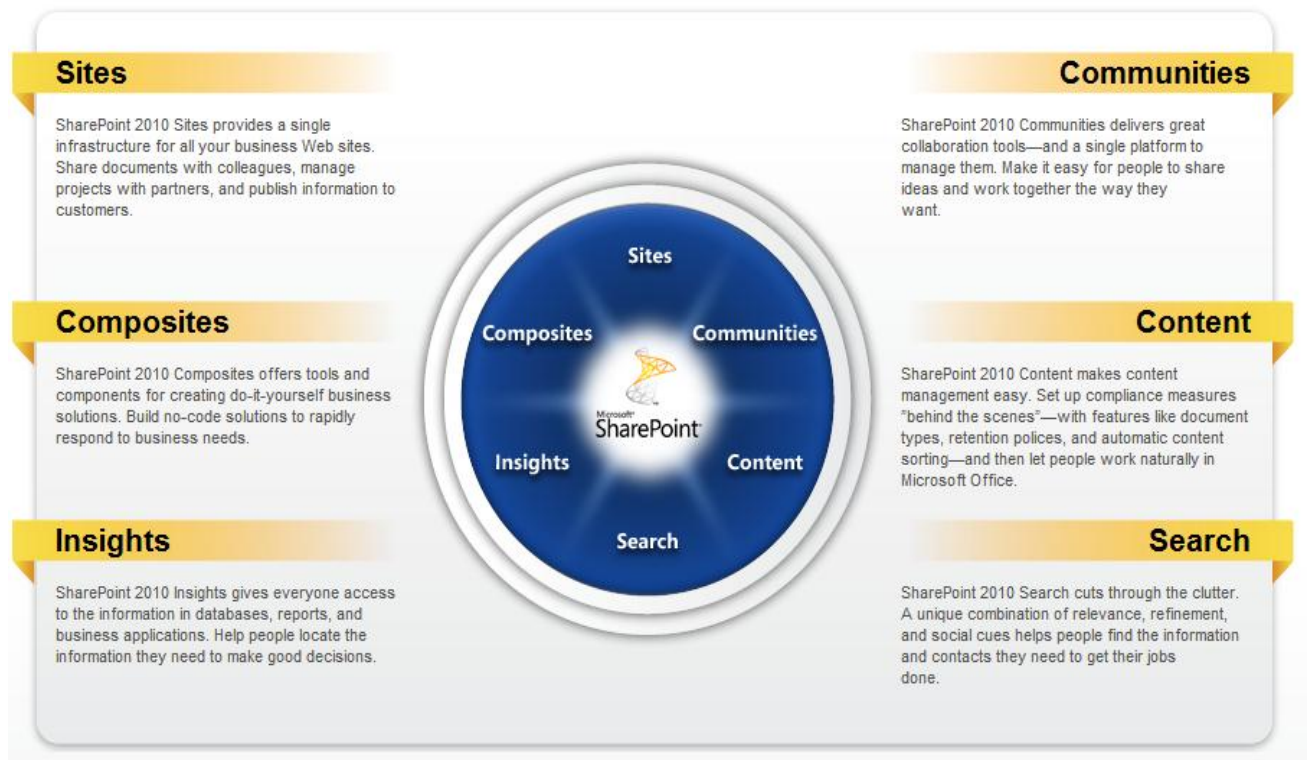 Sites
SharePoint 2010 Sites provides a single
infrastructure for all your business Web sites.
Share documents with colleagues, manage
projects with partners, and publish information to
customers.
Composites
SharePoint 2010 Composites offers tools and
components for creating do-it-yourself business
solutions. Build no-code solutions to rapidly
respond to business needs.
Insights
SharePoint 2010 Insights gives everyone access
to the information in databases, reports, and
business applications. Help people locate the
information they need to make good decisions.
Sites
Composites
Communities
Microsoft®
SharePoint
Insights
Content
Search
Communities
SharePoint 2010 Communities delivers great
collaboration tools—and a single platform to
manage them. Make it easy for people to share
ideas and work together the way they
want.
Content
SharePoint 2010 Content makes content
management easy. Set up compliance measures
"behind the scenes"—with features like document
types, retention polices, and automatic content
sorting—and then let people work naturally in
Microsoft Office.
Search
SharePoint 2010 Search cuts through the clutter.
A unique combination of relevance, refinement,
and social cues helps people find the information
and contacts they need to get their jobs
done.